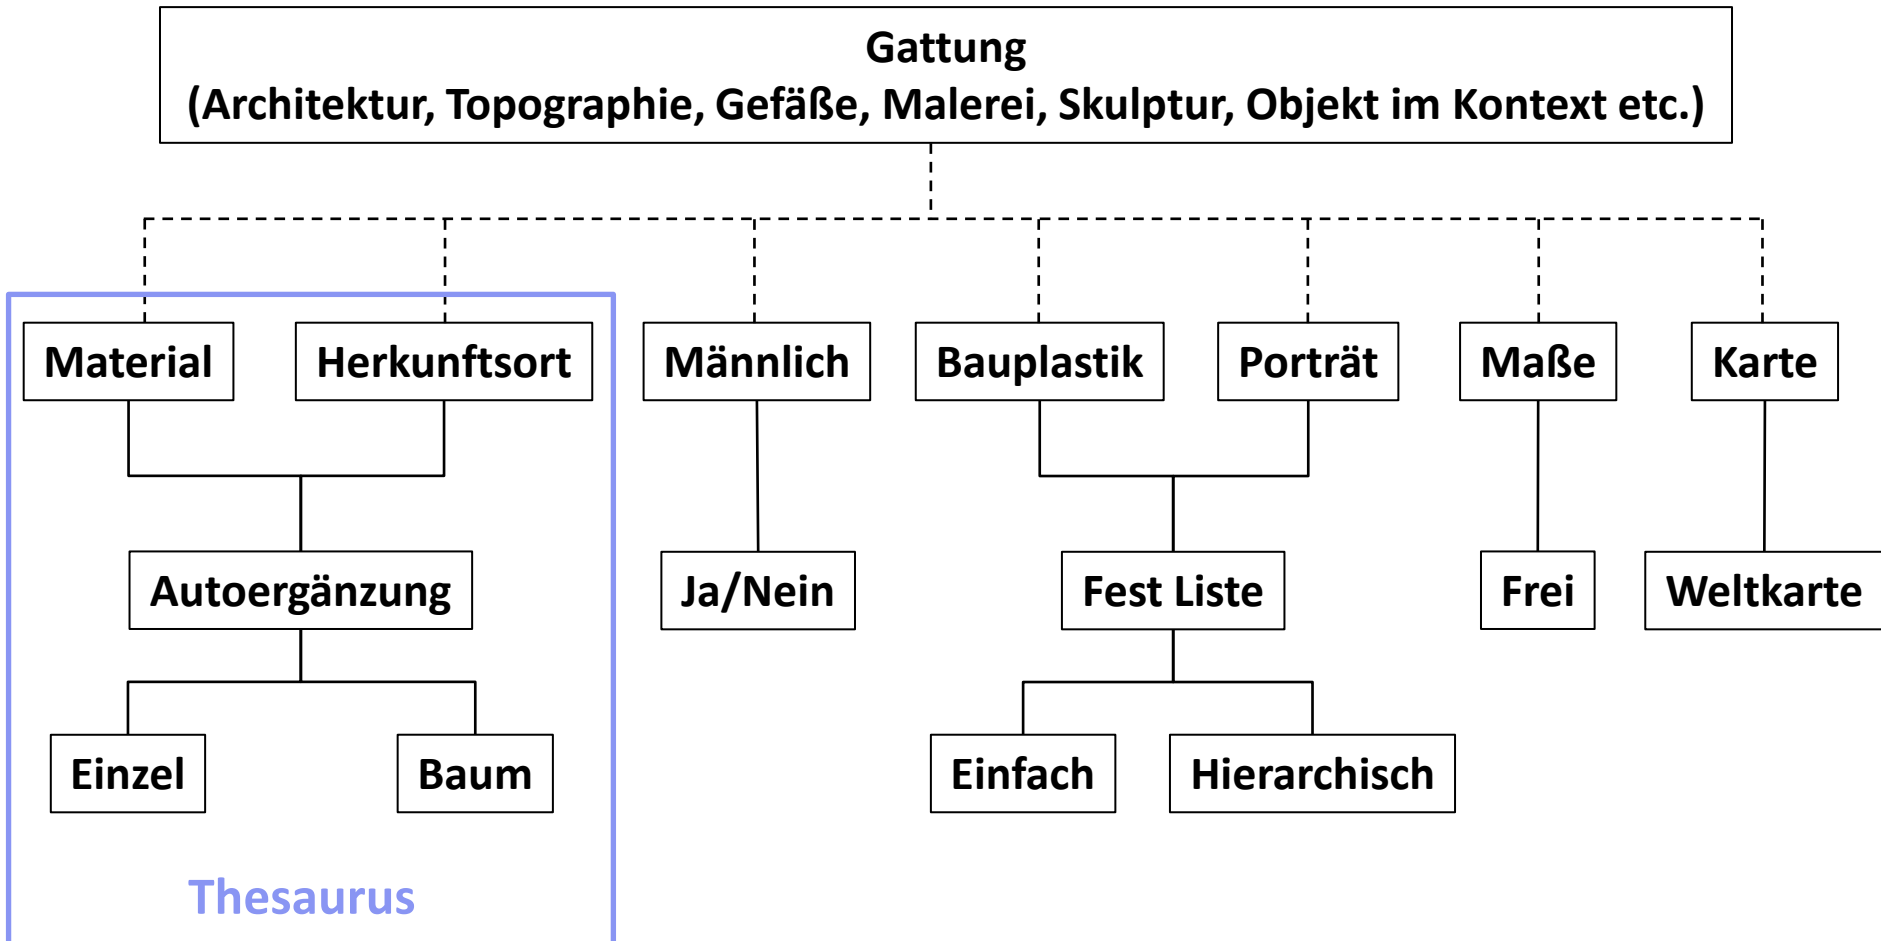 Gattung
(Architektur, Topographie, Gefäße, Malerei, Skulptur, Objekt im Kontext etc.)
Material
Herkunftsort
Männlich
Bauplastik
Porträt
Maße
Karte
Autoergänzung
Ja/Nein
Fest Liste
Frei
Weltkarte
Einzel
Baum
Einfach
Hierarchisch
Thesaurus